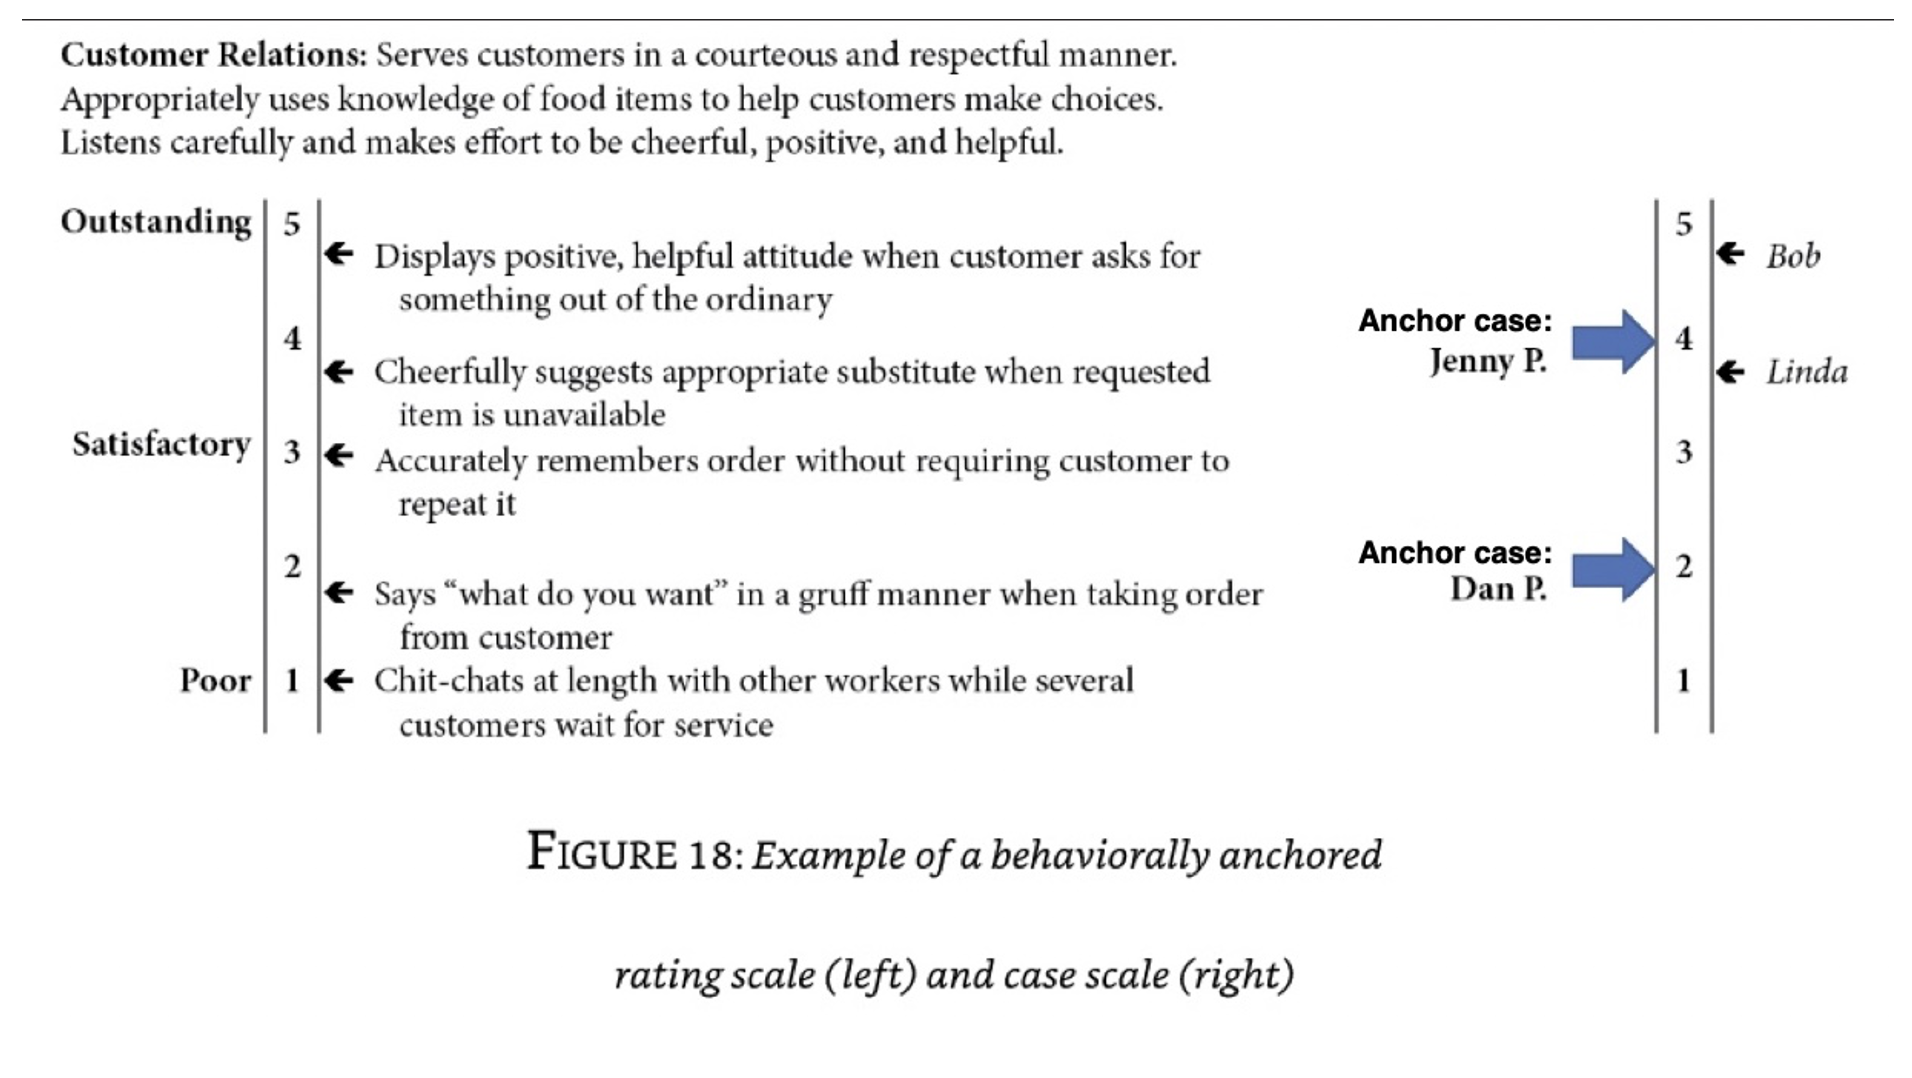 Customer Relations: Serves customers in a courteous and respectful manner.
Appropriately uses knowledge of food items to help customers make choices.
Listens carefully and makes effort to be cheerful, positive, and helpful.
Outstanding 5
Displays positive, helpful attitude when customer asks for
something out of the ordinary
4
Cheerfully suggests appropriate substitute when requested
item is unavailable
Satisfactory 3
Accurately remembers order without requiring customer to
repeat it
2
Says “what do you want” in a gruff manner when taking order
from customer
Poor 1
Chit-chats at length with other workers while several
customers wait for service
5
Bob
Anchor case:
Jenny P.
4
Linda
3
Anchor case:
Dan P.
2
1
FIGURE 18: Example of a behaviorally anchored
rating scale (left) and case scale (right)